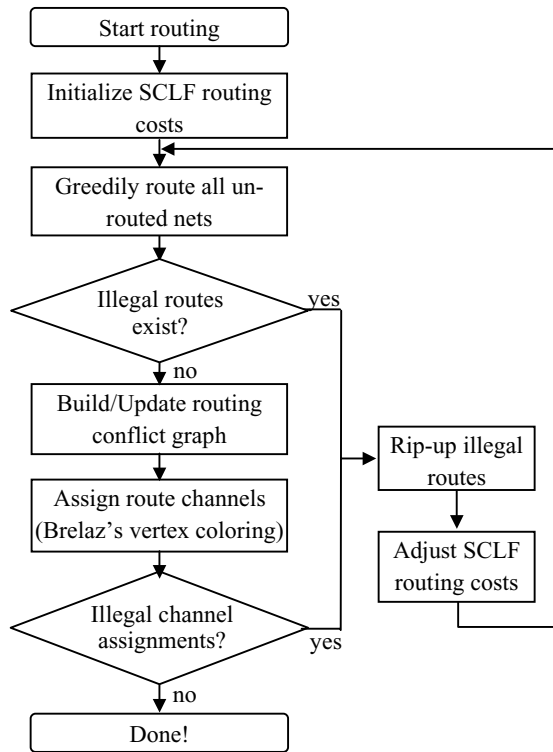 Start routing
Initialize SCLF routing
costs
Greedily route all un-
routed nets
Illegal routes
exist?
yes
no
Build/Update routing
conflict graph
Assign route channels
(Brelaz's vertex coloring)
Illegal channel
assignments?
yes
no
Done!
Rip-up illegal
routes
Adjust SCLF
routing costs